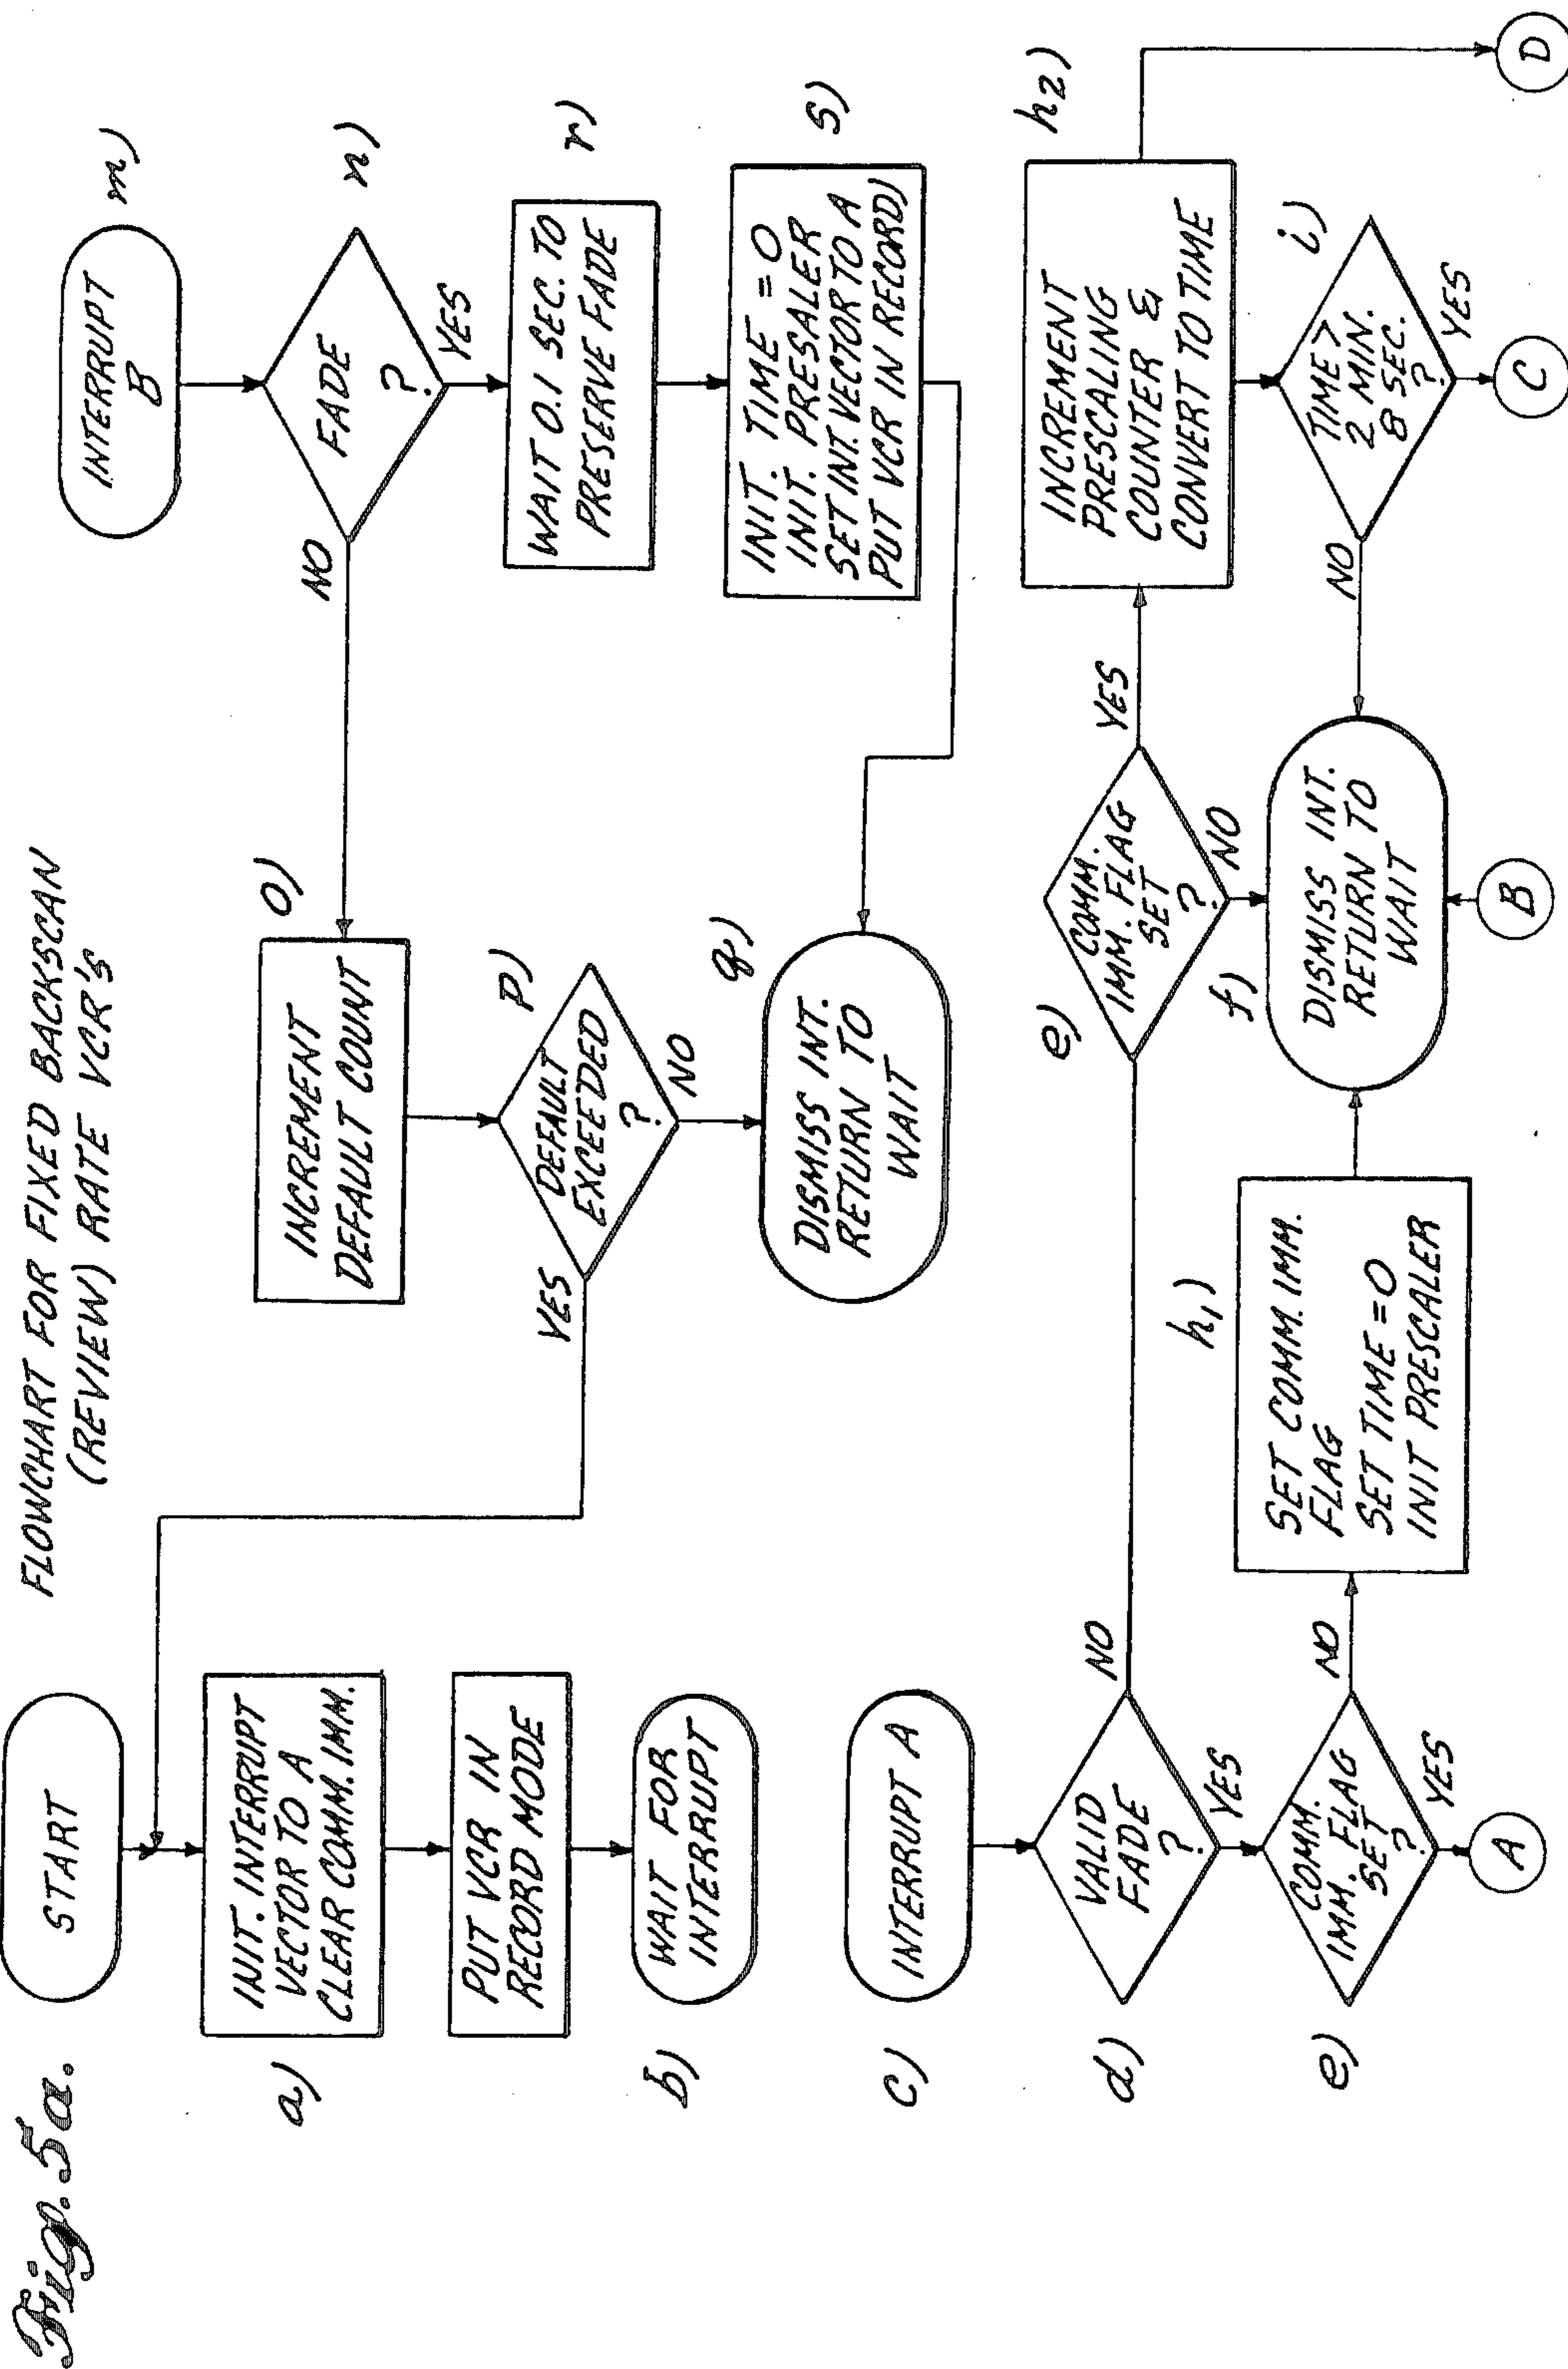 Fig. 5a.
FLOWCHART FOR FIXED BACKSCAN
(REVIEW) RATE VCR'S
START
a)
INIT. INTERRUPT
VECTOR TO A
CLEAR COMM. IMM.
PUT VCR IN
RECORD MODE
b)
WAIT FOR
INTERRUPT
INTERRUPT
B
m)
FADE
?
n)
NO
YES
o)
INCREMENT
DEFAULT COUNT
p)
DEFAULT
EXCEEDED
?
YES
NO
q)
DISMISS INT.
RETURN TO
WAIT
r)
WAIT 0.1 SEC. TO
PRESERVE FADE
s)
INIT. TIME = 0
INIT. PRESALER
SET INT. VECTOR TO A
PUT VCR IN RECORD)
c)
INTERRUPT A
d)
VALID
FADE
?
NO
YES
e)
COMM.
IMM. FLAG
SET
?
NO
YES
A
h1)
SET COMM. IMM.
FLAG
SET TIME = 0
INIT PRESCALER
e)
COMM.
IMM. FLAG
SET
?
YES
NO
f)
DISMISS INT.
RETURN TO
WAIT
B
h2)
INCREMENT
PRESCALING
COUNTER &
CONVERT TO TIME
i)
TIME >
2 MIN.
8 SEC.
?
NO
YES
C
D